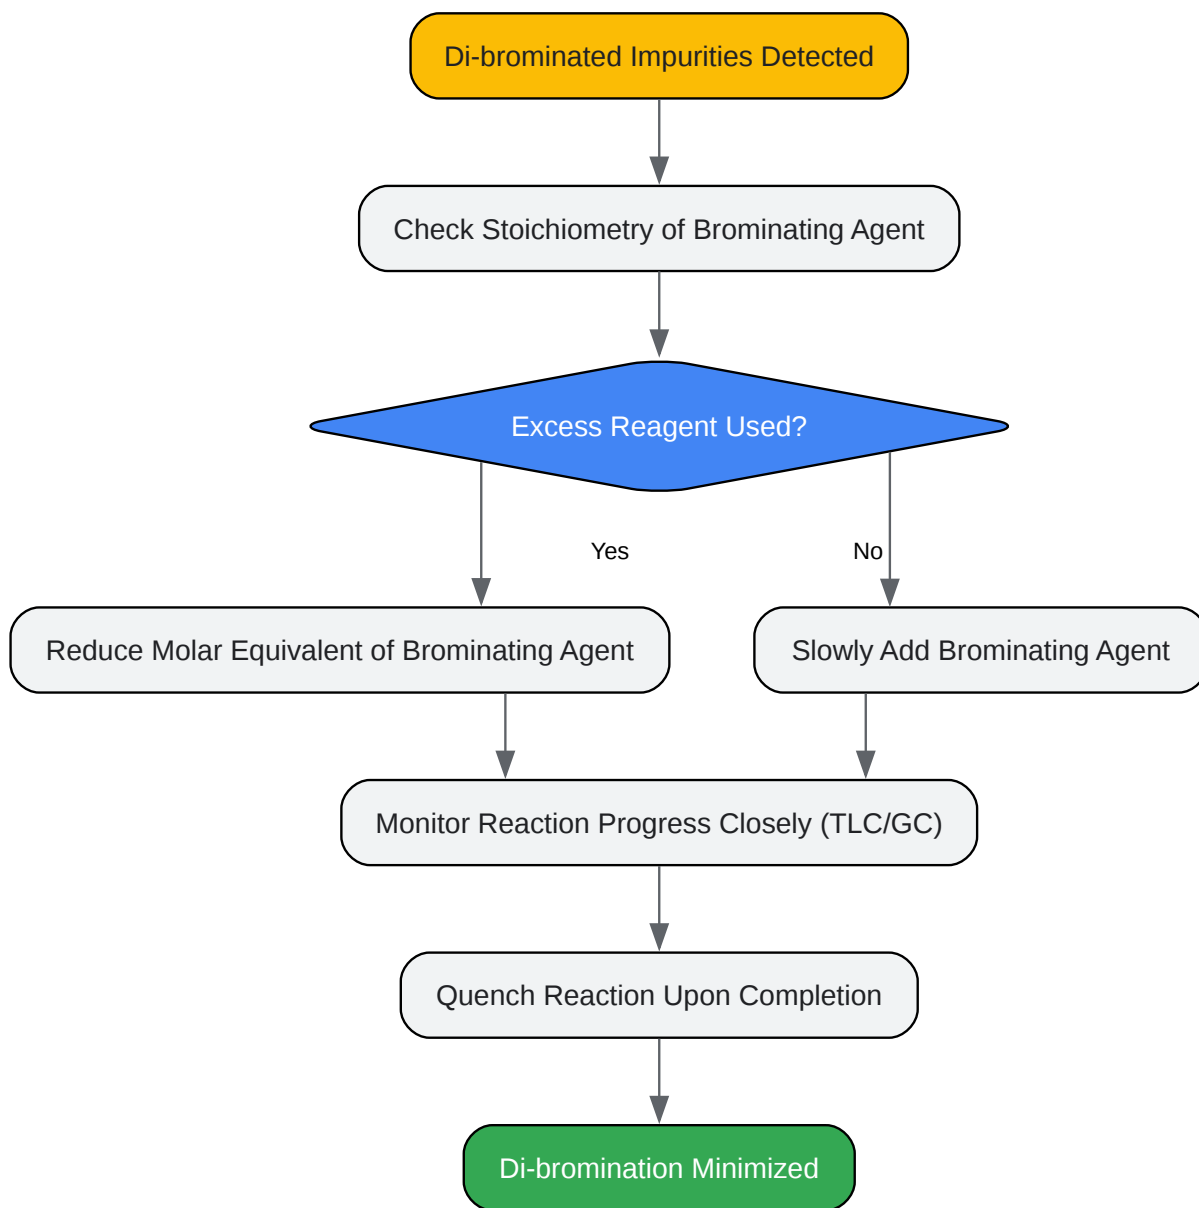 Di-brominated Impurities Detected
Check Stoichiometry of Brominating Agent
Excess Reagent Used?
Yes
No
Reduce Molar Equivalent of Brominating Agent
Slowly Add Brominating Agent
Monitor Reaction Progress Closely (TLC/GC)
Quench Reaction Upon Completion
Di-bromination Minimized